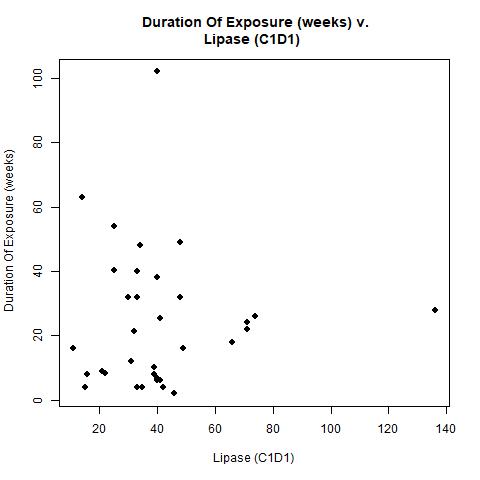 Duration Of Exposure (weeks) v.
Lipase (C1D1)
Duration Of Exposure (weeks)
100
80
60
40
20
0
20 40 60 80 100 120 140
Lipase (C1D1)